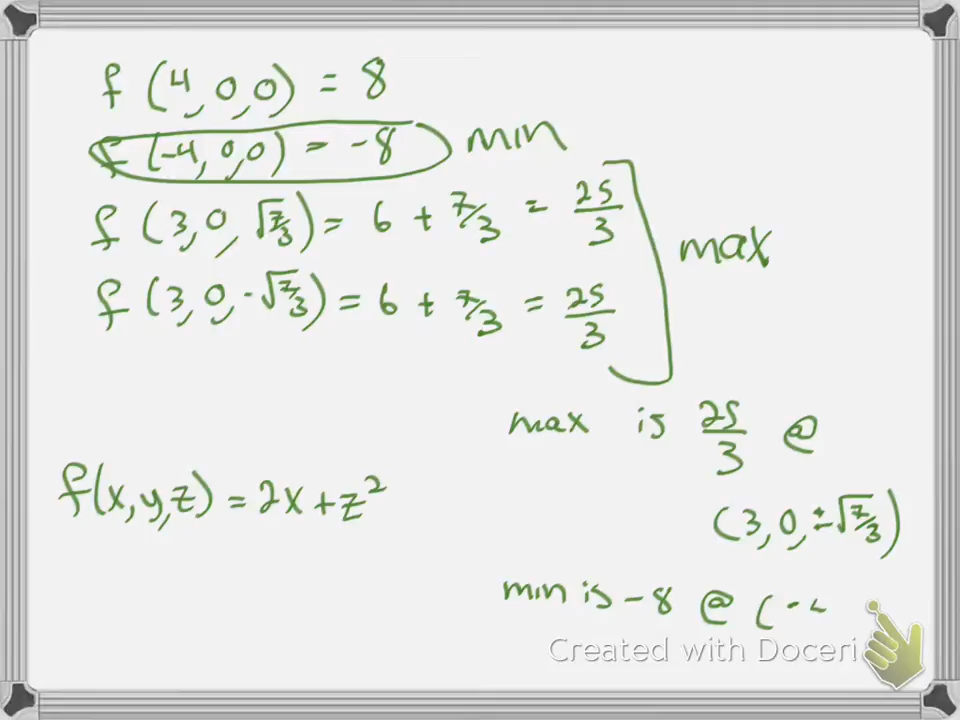 f (4, 0, 0) = 8
f (-4, 0, 0) = -8 min
f (3, 0, √7/3) = 6 + 7/3 = 25/3
max
f (3, 0, -√7/3) = 6 + 7/3 = 25/3
max is 25/3 @
f(x, y, z) = 2x + z²
(3, 0, ±√7/3)
min is -8 @ (-4
Created with Doceri